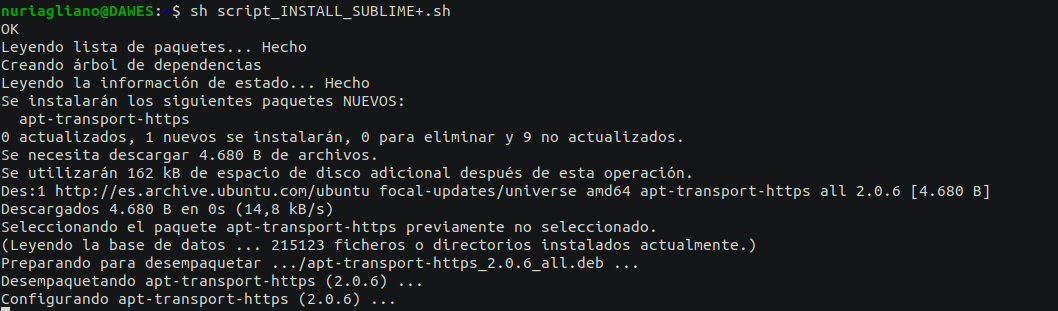 nuriagliano@DAWES:~$ sh script_INSTALL_SUBLIME+.sh
OK
Leyendo lista de paquetes... Hecho
Creando árbol de dependencias
Leyendo la información de estado... Hecho
Se instalarán los siguientes paquetes NUEVOS:
  apt-transport-https
0 actualizados, 1 nuevos se instalarán, 0 para eliminar y 9 no actualizados.
Se necesita descargar 4.680 B de archivos.
Se utilizarán 162 kB de espacio de disco adicional después de esta operación.
Des:1 http://es.archive.ubuntu.com/ubuntu focal-updates/universe amd64 apt-transport-https all 2.0.6 [4.680 B]
Descargados 4.680 B en 0s (14,8 kB/s)
Seleccionando el paquete apt-transport-https previamente no seleccionado.
(Leyendo la base de datos ... 215123 ficheros o directorios instalados actualmente.)
Preparando para desempaquetar .../apt-transport-https_2.0.6_all.deb ...
Desempaquetando apt-transport-https (2.0.6) ...
Configurando apt-transport-https (2.0.6) ...